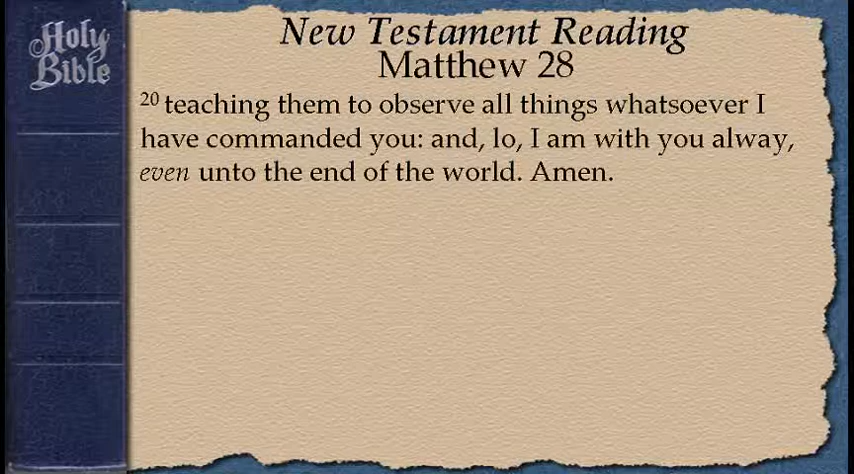 Holy
Bible
New Testament Reading
Matthew 28
20 teaching them to observe all things whatsoever I
have commanded you: and, lo, I am with you alway,
even unto the end of the world. Amen.